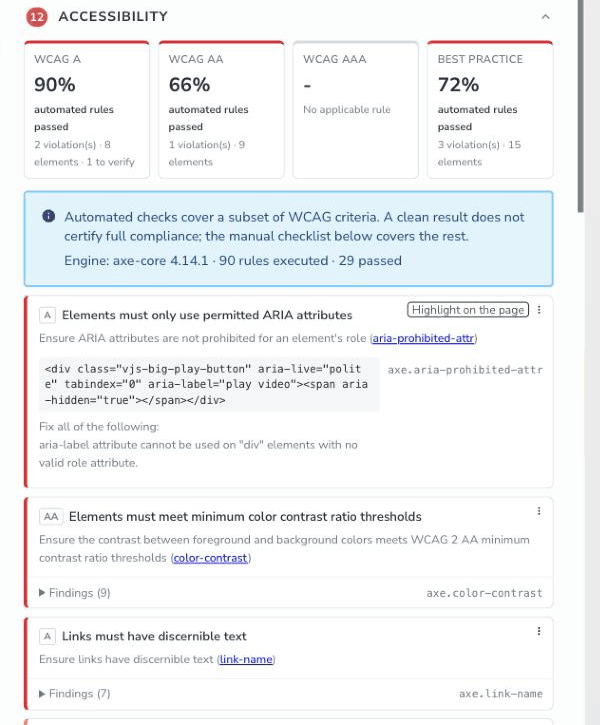 12 ACCESSIBILITY
WCAG A
90%
automated rules
passed
2 violation(s) · 8
elements · 1 to verify
WCAG AA
66%
automated rules
passed
1 violation(s) · 9
elements
WCAG AAA
-
No applicable rule
BEST PRACTICE
72%
automated rules
passed
3 violation(s) · 15
elements
Automated checks cover a subset of WCAG criteria. A clean result does not
certify full compliance; the manual checklist below covers the rest.
Engine: axe-core 4.14.1 · 90 rules executed · 29 passed
A Elements must only use permitted ARIA attributes
Highlight on the page
Ensure ARIA attributes are not prohibited for an element's role (aria-prohibited-attr)
<div class="vjs-big-play-button" aria-live="polit
e" tabindex="0" aria-label="play video"><span aria
-hidden="true"></span></div>
axe.aria-prohibited-attr
Fix all of the following:
aria-label attribute cannot be used on "div" elements with no
valid role attribute.
AA Elements must meet minimum color contrast ratio thresholds
Ensure the contrast between foreground and background colors meets WCAG 2 AA minimum
contrast ratio thresholds (color-contrast)
Findings (9)
axe.color-contrast
A Links must have discernible text
Ensure links have discernible text (link-name)
Findings (7)
axe.link-name